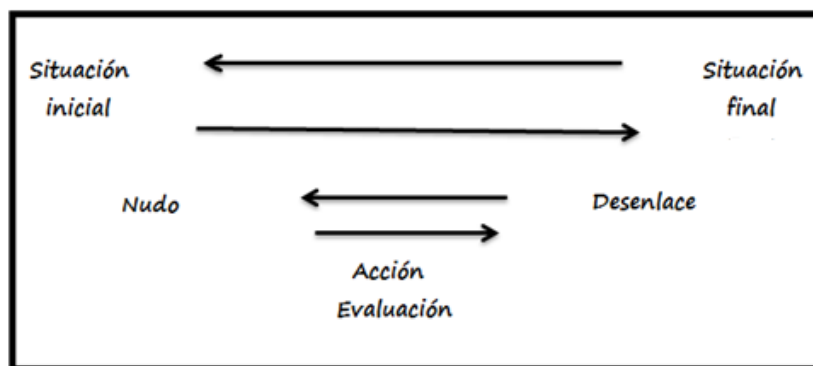 Situación
inicial
Situación
final
Nudo
Desenlace
Acción
Evaluación